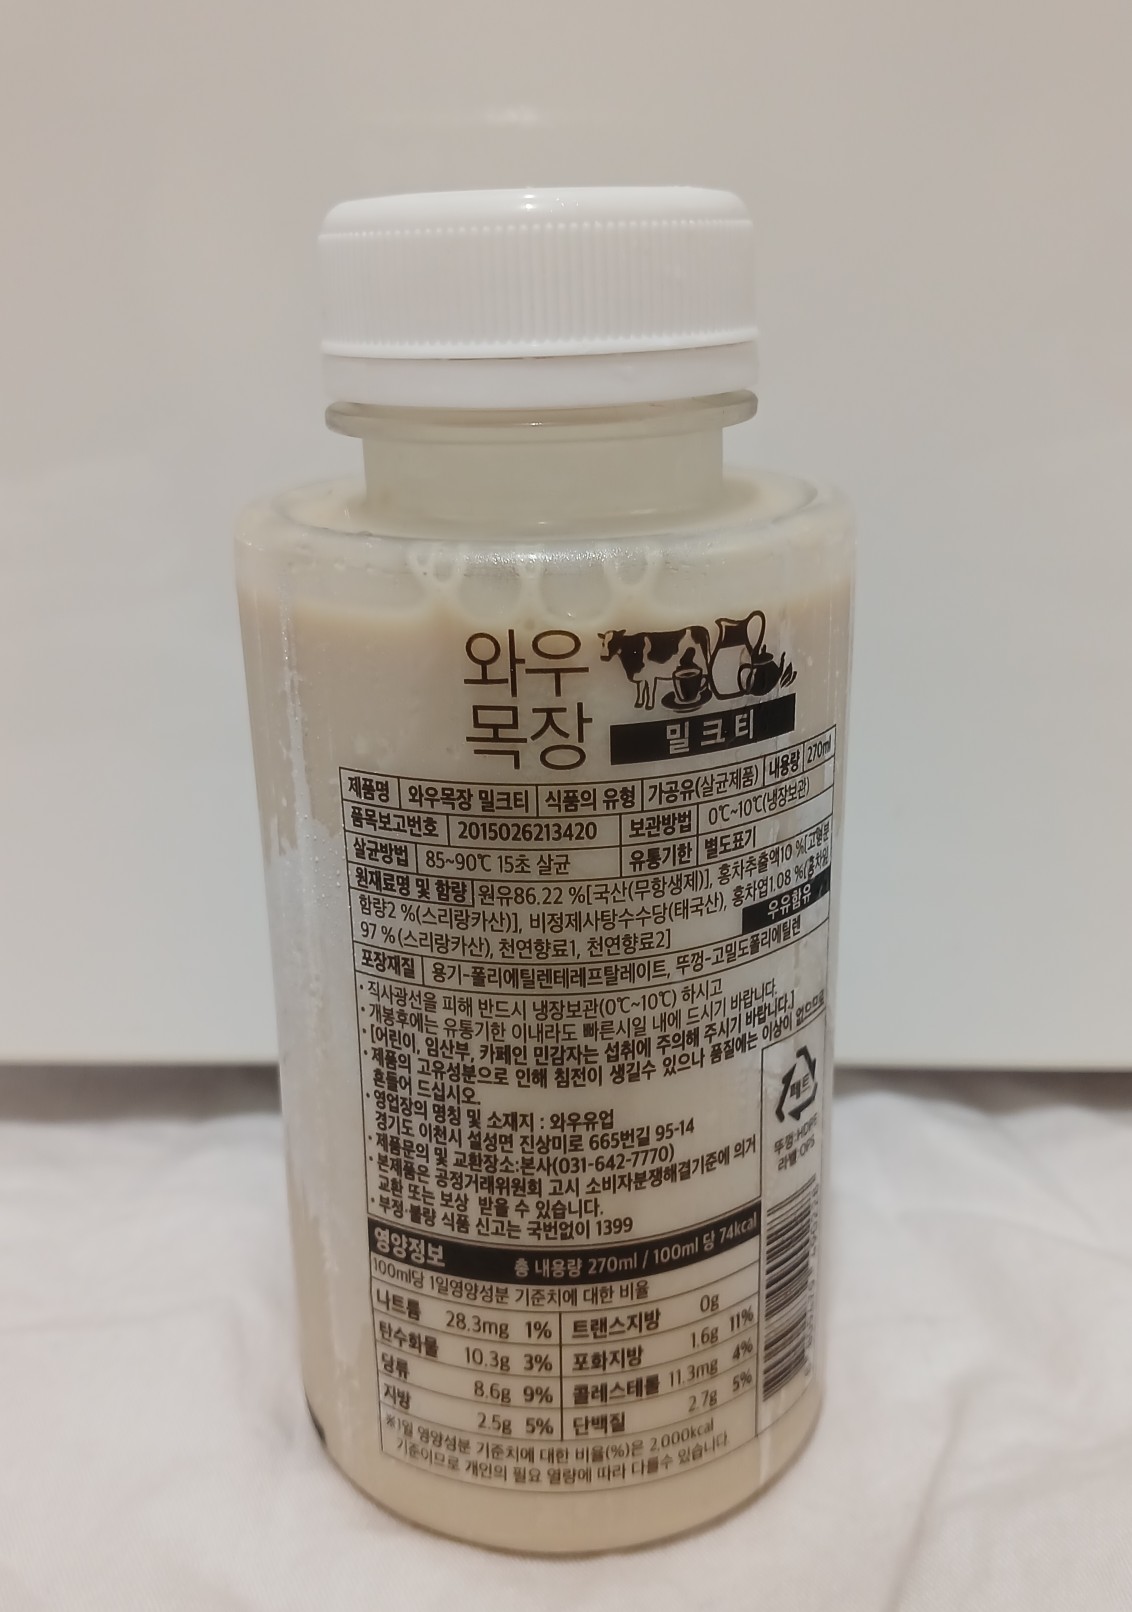 와우
목장
밀크티
제품명 와우목장 밀크티 식품의 유형 가공유(살균제품) 내용량 270ml
품목보고번호 2015026213420 보관방법 0℃~10℃(냉장보관)
살균방법 85~90℃ 15초 살균 유통기한 별도표기
원재료명 및 함량 원유86.22 %[국산(무항생제)], 홍차추출액10 %[고형분
함량2 %(스리랑카산)], 비정제사탕수수당(태국산), 홍차엽1.08 %[홍차잎
97 %(스리랑카산), 천연향료1, 천연향료2] 우유함유
포장재질 용기-폴리에틸렌테레프탈레이트, 뚜껑-고밀도폴리에틸렌
· 직사광선을 피해 반드시 냉장보관(0℃~10℃) 하시고
· 개봉후에는 유통기한 이내라도 빠른시일 내에 드시기 바랍니다.
· [어린이, 임산부, 카페인 민감자는 섭취에 주의해 주시기 바랍니다.]
· 제품의 고유성분으로 인해 침전이 생길수 있으나 품질에는 이상이 없으므로
흔들어 드십시오.
· 영업장의 명칭 및 소재지 : 와우유업
경기도 이천시 설성면 진상미로 665번길 95-14
· 제품문의 및 교환장소:본사(031-642-7770)
· 본제품은 공정거래위원회 고시 소비자분쟁해결기준에 의거
교환 또는 보상 받을 수 있습니다.
· 부정·불량 식품 신고는 국번없이 1399
페트
뚜껑:HDPE
라벨:OPS
영양정보 총 내용량 270ml / 100ml 당 74kcal
100ml당 1일영양성분 기준치에 대한 비율
나트륨 28.3mg 1% 트랜스지방 0g
탄수화물 10.3g 3% 포화지방 1.6g 11%
당류 8.6g 9% 콜레스테롤 11.3mg 4%
지방 2.5g 5% 단백질 2.7g 5%
※1일 영양성분 기준치에 대한 비율(%)은 2,000kcal
기준이므로 개인의 필요 열량에 따라 다를수 있습니다.